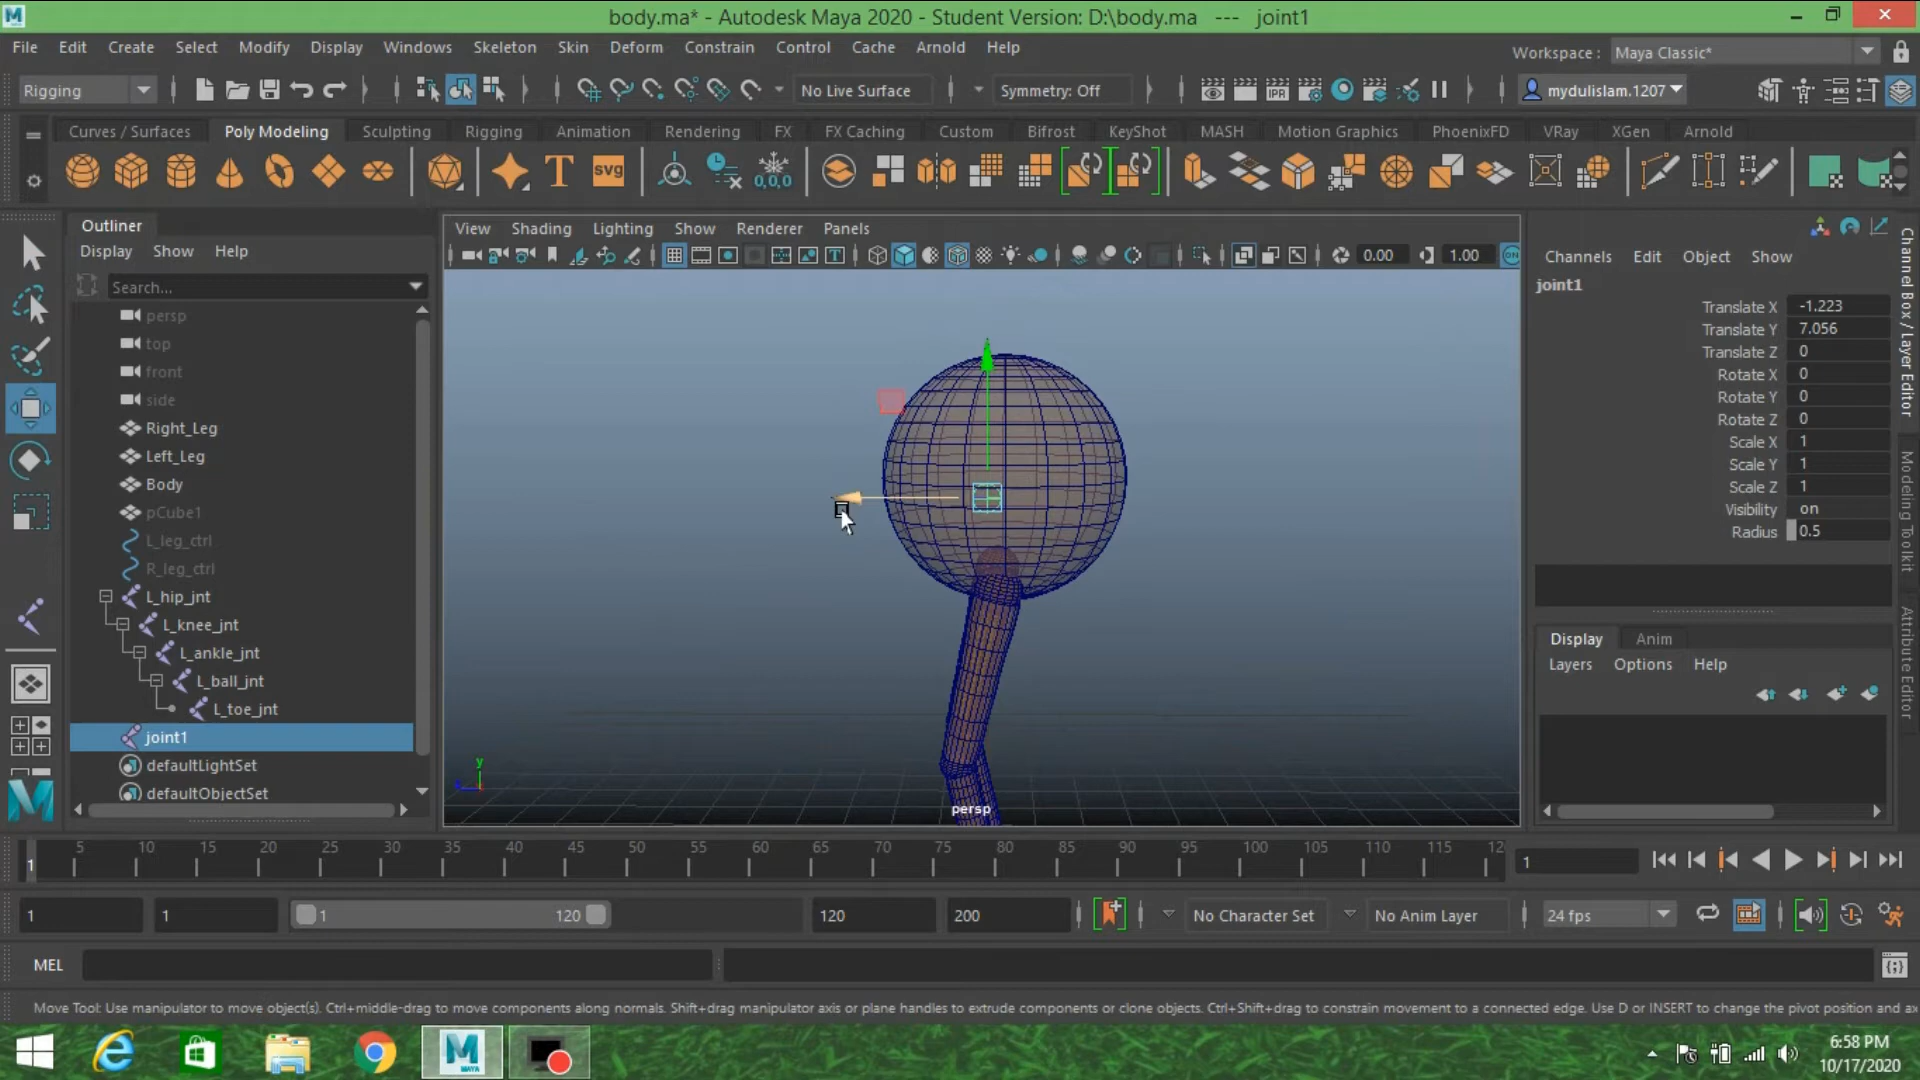 body.ma* - Autodesk Maya 2020 - Student Version: D:\body.ma --- joint1
File Edit Create Select Modify Display Windows Skeleton Skin Deform Constrain Control Cache Arnold Help
Workspace : Maya Classic*
Rigging
No Live Surface
Symmetry: Off
IPR
mydulislam.1207
Curves / Surfaces Poly Modeling Sculpting Rigging Animation Rendering FX FX Caching Custom Bifrost KeyShot MASH Motion Graphics PhoenixFD VRay XGen Arnold
T
SVG
0,0,0
Outliner
Display Show Help
Search...
persp
top
front
side
Right_Leg
Left_Leg
Body
pCube1
L_leg_ctrl
R_leg_ctrl
L_hip_jnt
L_knee_jnt
L_ankle_jnt
L_ball_jnt
L_toe_jnt
joint1
defaultLightSet
defaultObjectSet
View Shading Lighting Show Renderer Panels
0.00
1.00
ON
y
persp
Channels Edit Object Show
joint1
Translate X -1.223
Translate Y 7.056
Translate Z 0
Rotate X 0
Rotate Y 0
Rotate Z 0
Scale X 1
Scale Y 1
Scale Z 1
Visibility on
Radius 0.5
Display Anim
Layers Options Help
Channel Box / Layer Editor
Modeling Toolkit
Attribute Editor
1 5 10 15 20 25 30 35 40 45 50 55 60 65 70 75 80 85 90 95 100 105 110 115 12
1
1
1
1 120
120
200
No Character Set
No Anim Layer
24 fps
MEL
Move Tool: Use manipulator to move object(s). Ctrl+middle-drag to move components along normals. Shift+drag manipulator axis or plane handles to extrude components or clone objects. Ctrl+Shift+drag to constrain movement to a connected edge. Use D or INSERT to change the pivot position and ax
MAYA
6:58 PM
10/17/2020